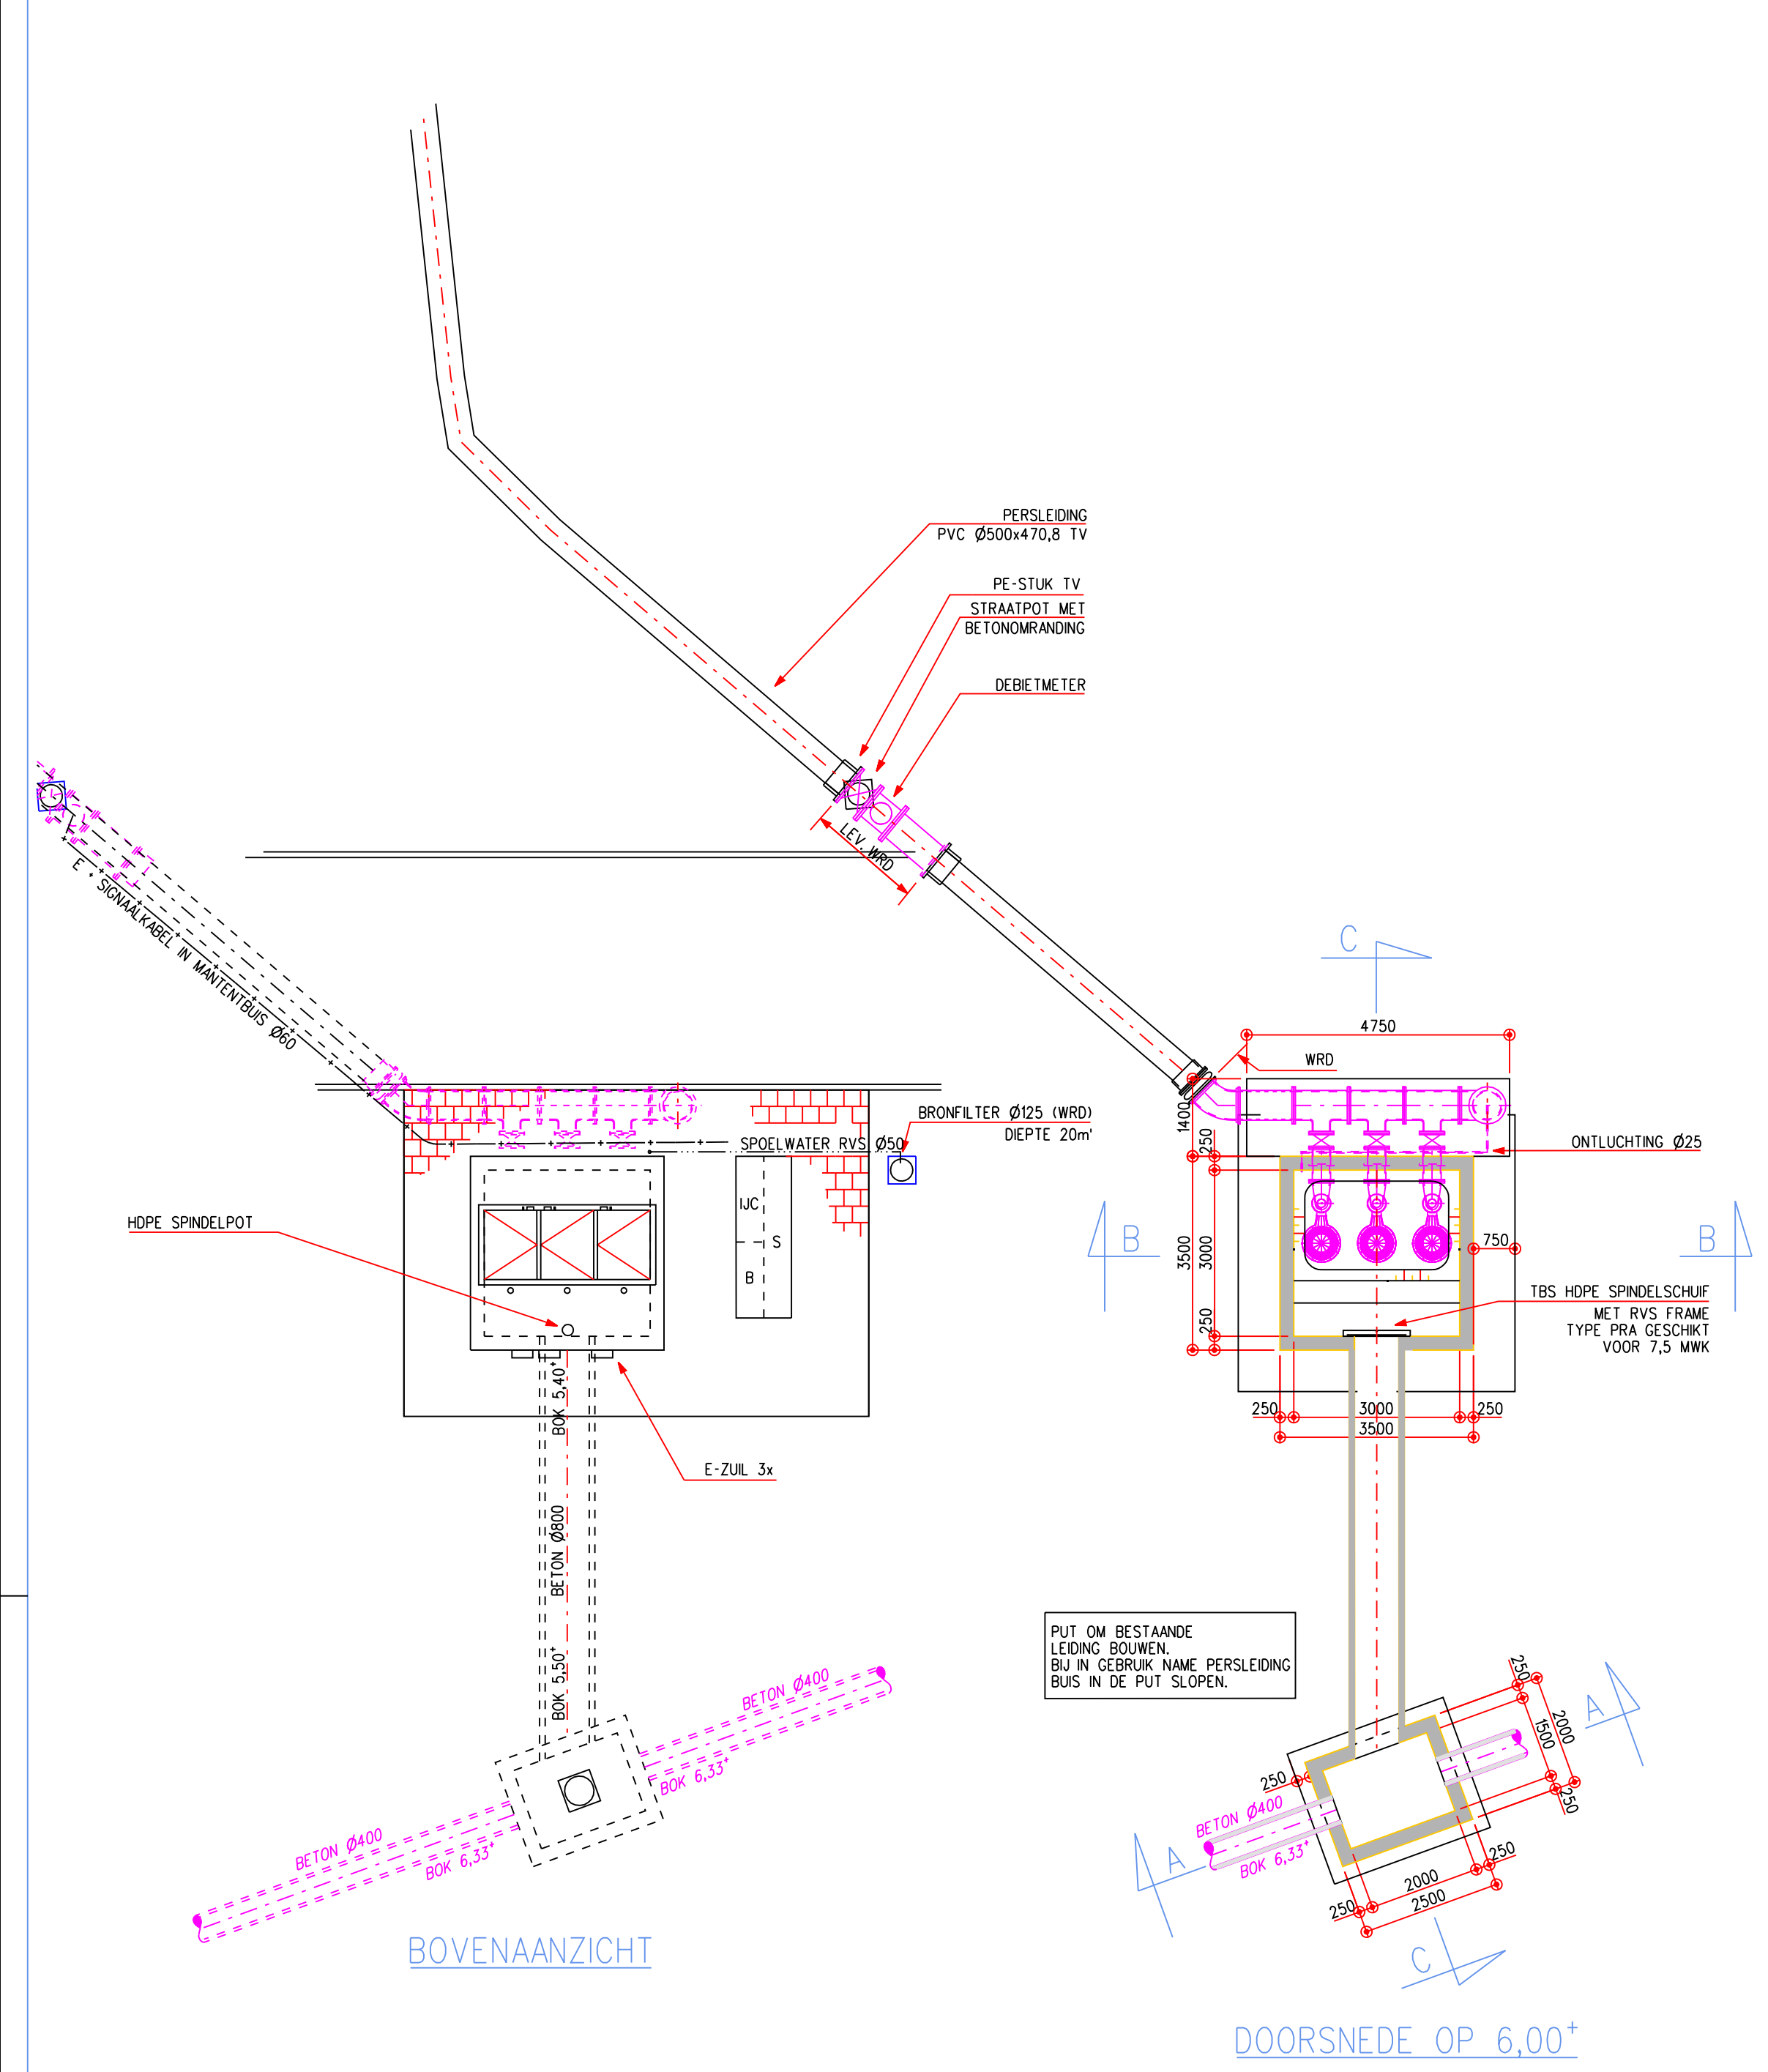 PERSLEIDING
PVC Ø500x470,8 TV
PE-STUK TV
STRAATPOT MET
BETONOMRANDING
DEBIETMETER
LEV. WRD
E + SIGNAALKABEL IN MANTENTBUIS Ø60
BRONFILTER Ø125 (WRD)
DIEPTE 20m'
SPOELWATER RVS Ø50
HDPE SPINDELPOT
IJC
S
B
BOK 5,40+
E-ZUIL 3x
BETON Ø800
BOK 5,50+
BETON Ø400
BOK 6,33+
BETON Ø400
BOK 6,33+
BOVENAANZICHT
C
4750
WRD
1400
250
ONTLUCHTING Ø25
B
B
3500
3000
750
250
TBS HDPE SPINDELSCHUIF
MET RVS FRAME
TYPE PRA GESCHIKT
VOOR 7,5 MWK
250
3000
250
3500
PUT OM BESTAANDE
LEIDING BOUWEN.
BIJ IN GEBRUIK NAME PERSLEIDING
BUIS IN DE PUT SLOPEN.
250
2000
1500
250
A
250
BETON Ø400
BOK 6,33+
A
250
2000
250
2500
C
DOORSNEDE OP 6,00+